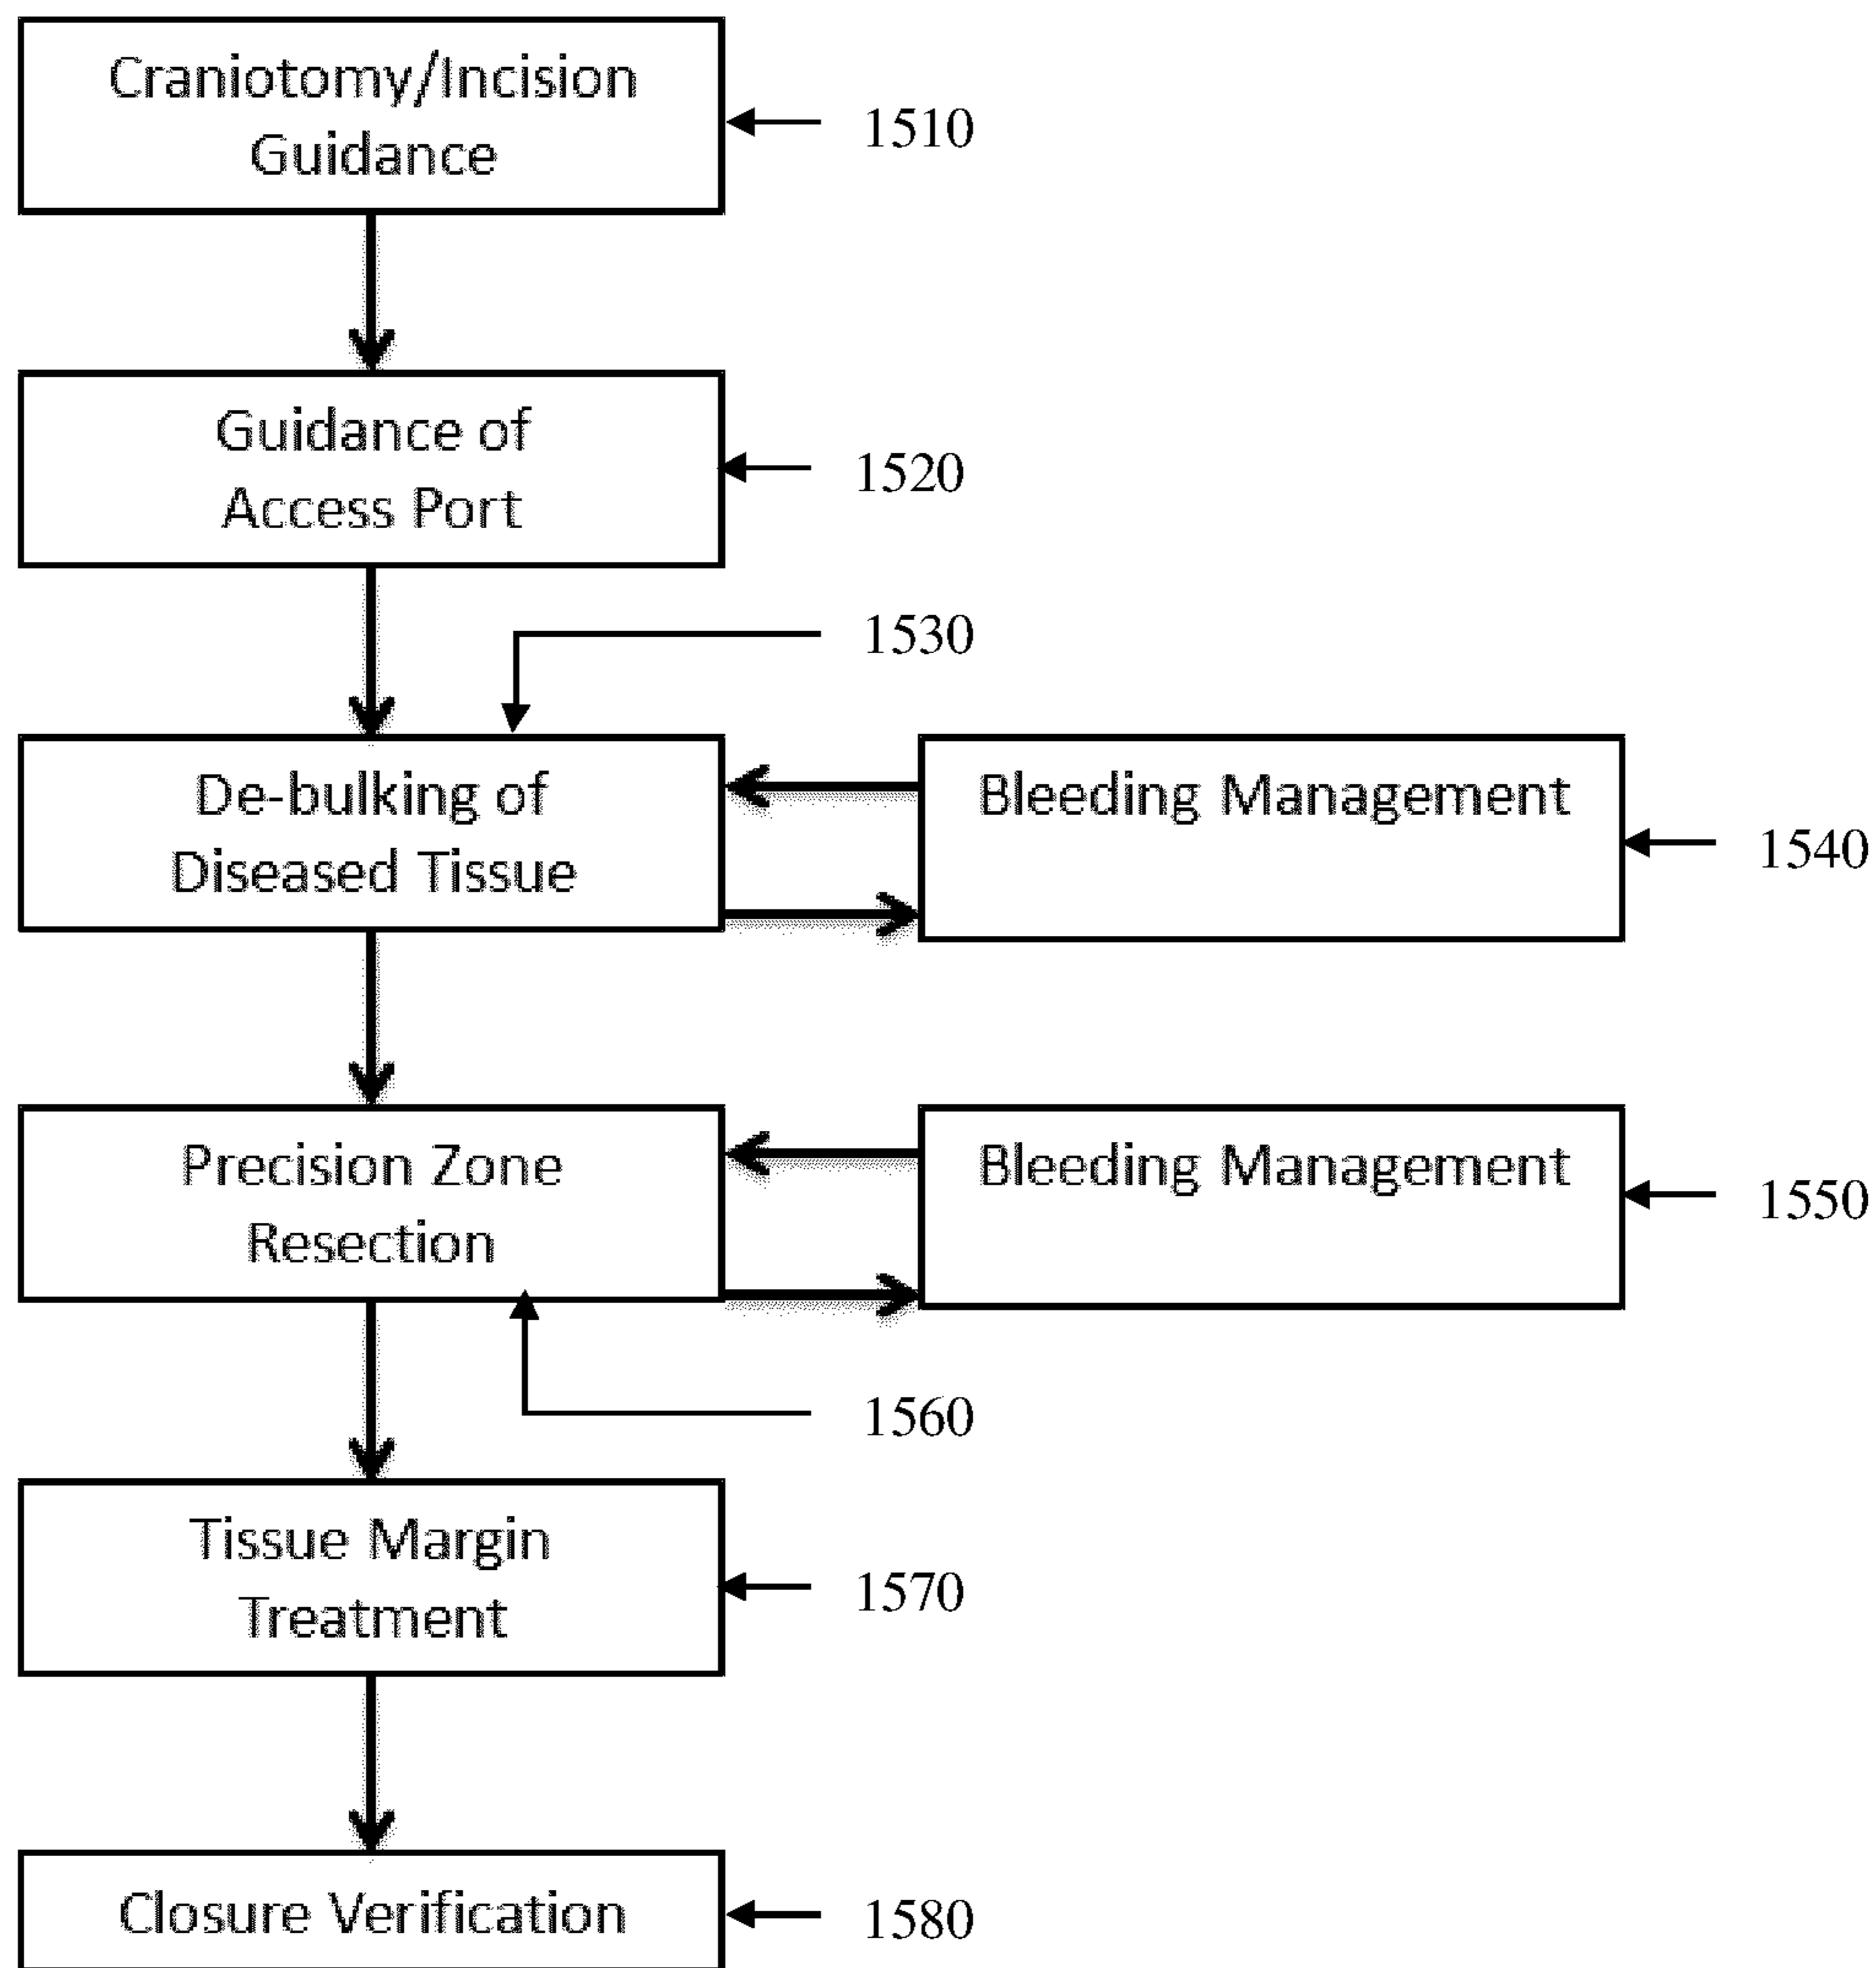 Craniotomy/Incision
Guidance
1510
Guidance of
Access Port
1520
1530
De-bulking of
Diseased Tissue
Bleeding Management
1540
Precision Zone
Resection
Bleeding Management
1550
1560
Tissue Margin
Treatment
1570
Closure Verification
1580